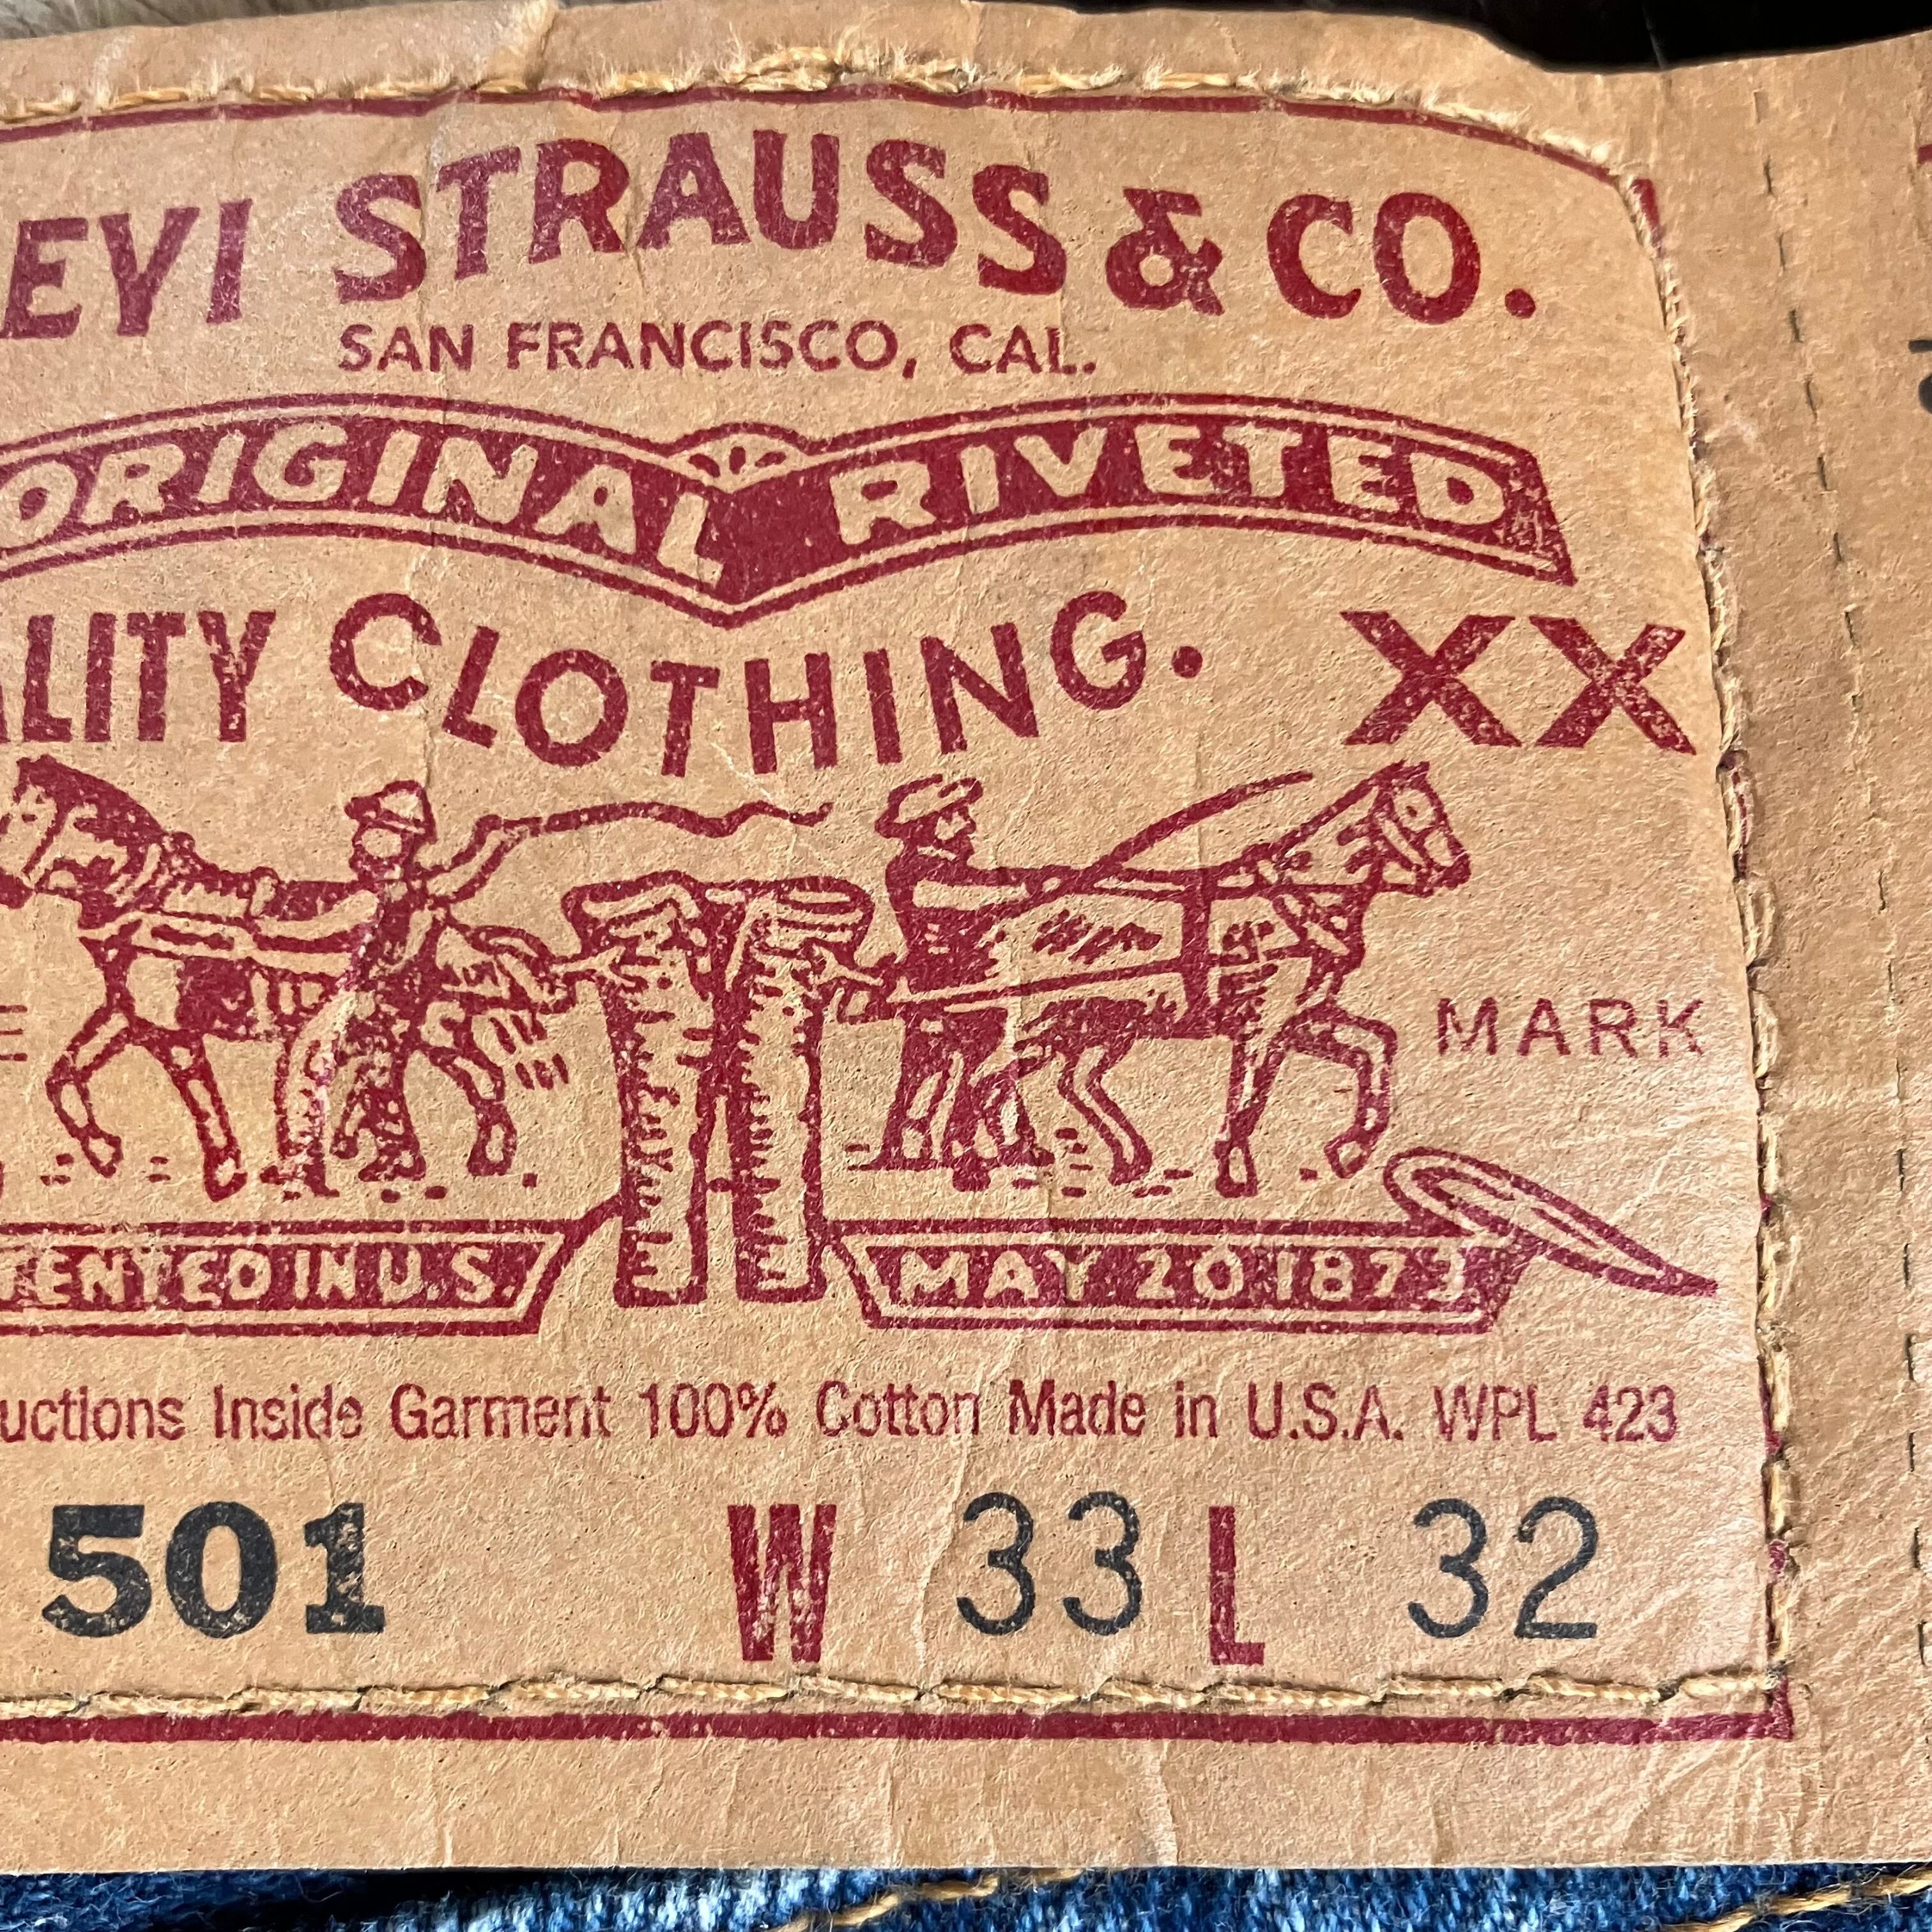 EVI STRAUSS & CO.
SAN FRANCISCO, CAL.
ORIGINAL RIVETED
ALITY CLOTHING. XX
MARK
TENTED IN U.S. MAY 20 1873
uctions Inside Garment 100% Cotton Made in U.S.A. WPL 423
501 W 33 L 32